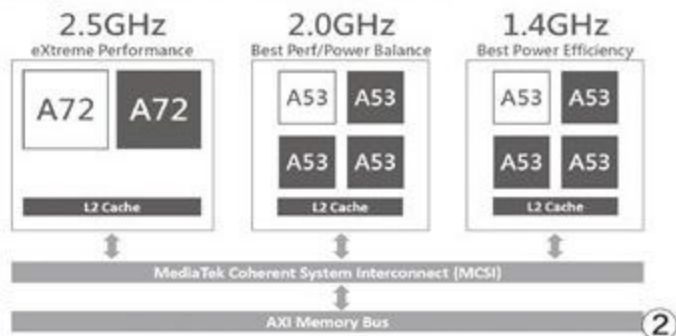 2.5GHz 2.0GHz 1.4GHz
eXtreme Performance Best Perf/Power Balance Best Power Efficiency
A72 A72 A53 A53 A53 A53
A53 A53 A53 A53
L2 Cache L2 Cache L2 Cache
MediaTek Coherent System Interconnect (MCSI)
AXI Memory Bus
②